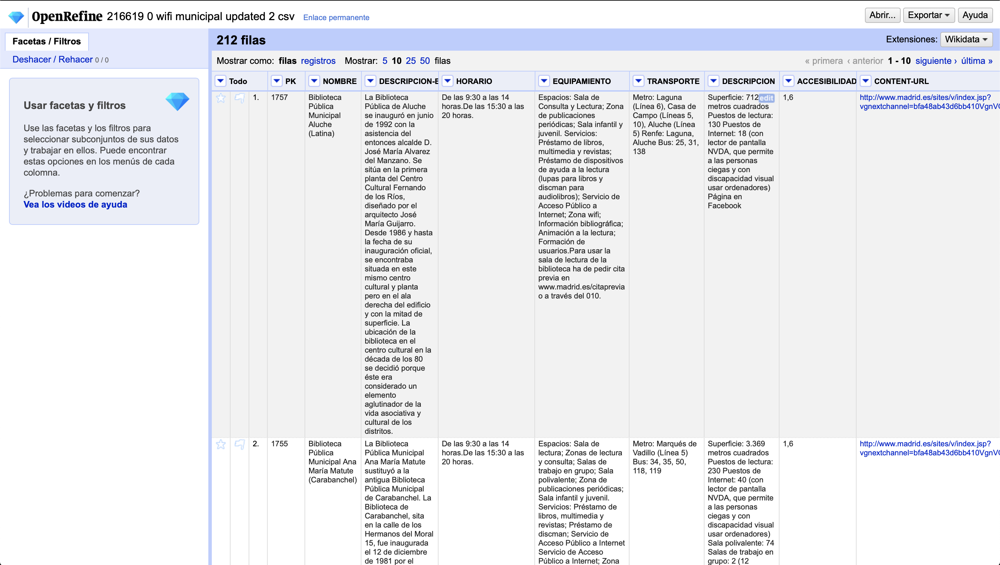 OpenRefine 216619 0 wifi municipal updated 2 csv Enlace permanente
Abrir... Exportar Ayuda
Facetas / Filtros
Deshacer / Rehacer 0 / 0
Usar facetas y filtros
Use las facetas y los filtros para
seleccionar subconjuntos de sus datos
y trabajar en ellos. Puede encontrar
estas opciones en los menús de cada
colomna.
¿Problemas para comenzar?
Vea los videos de ayuda
212 filas
Extensiones: Wikidata
Mostrar como: filas registros Mostrar: 5 10 25 50 filas
« primera ‹ anterior 1 - 10 siguiente › última »
Todo PK NOMBRE DESCRIPCION-E HORARIO EQUIPAMIENTO TRANSPORTE DESCRIPCION ACCESIBILIDAD CONTENT-URL
1.
1757
Biblioteca
Pública
Municipal
Aluche
(Latina)
La Biblioteca
Pública de Aluche
se inauguró en junio
de 1992 con la
asistencia del
entonces alcalde D.
José María Alvarez
del Manzano. Se
sitúa en la primera
planta del Centro
Cultural Fernando
de los Ríos,
diseñado por el
arquitecto José
María Guijarro.
Desde 1986 y hasta
la fecha de su
inauguración oficial,
se encontraba
situada en este
mismo centro
cultural y planta
pero en el ala
derecha del edificio
y con la mitad de
superficie. La
ubicación de la
biblioteca en el
centro cultural en la
década de los 80
se decidió porque
éste era
considerado un
elemento
aglutinador de la
vida asociativa y
cultural de los
distritos.
De las 9:30 a las 14
horas.De las 15:30 a las
20 horas.
Espacios: Sala de
Consulta y Lectura; Zona
de publicaciones
periódicas; Sala infantil y
juvenil. Servicios:
Préstamo de libros,
multimedia y revistas;
Préstamo de dispositivos
de ayuda a la lectura
(lupas para libros y
discman para
audiolibros); Servicio de
Acceso Público a
Internet; Zona wifi;
Información bibliográfica;
Animación a la lectura;
Formación de
usuarios.Para usar la
sala de lectura de la
biblioteca ha de pedir cita
previa en
www.madrid.es/citaprevia
o a través del 010.
Metro: Laguna
(Línea 6), Casa de
Campo (Líneas 5,
10), Aluche (Línea
5) Renfe: Laguna,
Aluche Bus: 25, 31,
138
Superficie: 712 edit
metros cuadrados
Puestos de lectura:
130 Puestos de
Internet: 18 (con
lector de pantalla
NVDA, que permite
a las personas
ciegas y con
discapacidad visual
usar ordenadores)
Página en
Facebook
1,6
http://www.madrid.es/sites/v/index.jsp?
vgnextchannel=bfa48ab43d6bb410VgnV
2.
1755
Biblioteca
Pública
Municipal Ana
María Matute
(Carabanchel)
La Biblioteca
Pública Municipal
Ana María Matute
sustituyó a la
antigua Biblioteca
Pública Municipal
de Carabanchel. La
Biblioteca de
Carabanchel, sita
en la calle de los
Hermanos del Moral
15, fue inaugurada
el 12 de diciembre
de 1981 por el
De las 9:30 a las 14
horas.De las 15:30 a las
20 horas.
Espacios: Sala de
lectura; Zonas de lectura
y consulta; Salas de
trabajo en grupo; Sala
polivalente; Zona de
publicaciones periódicas;
Sala infantil y juvenil.
Servicios: Préstamo de
libros, multimedia y
revistas; Préstamo de
discman; Servicio de
Acceso Público a Internet
Servicio de Acceso
Público a Internet; Zona
Metro: Marqués de
Vadillo (Línea 5)
Bus: 34, 35, 50,
118, 119
Superficie: 3.369
metros cuadrados
Puestos de lectura:
230 Puestos de
Internet: 40 (con
lector de pantalla
NVDA, que permite
a las personas
ciegas y con
discapacidad visual
usar ordenadores)
Sala polivalente: 74
Salas de trabajo en
grupo: 2 (12
1,6
http://www.madrid.es/sites/v/index.jsp?
vgnextchannel=bfa48ab43d6bb410VgnV